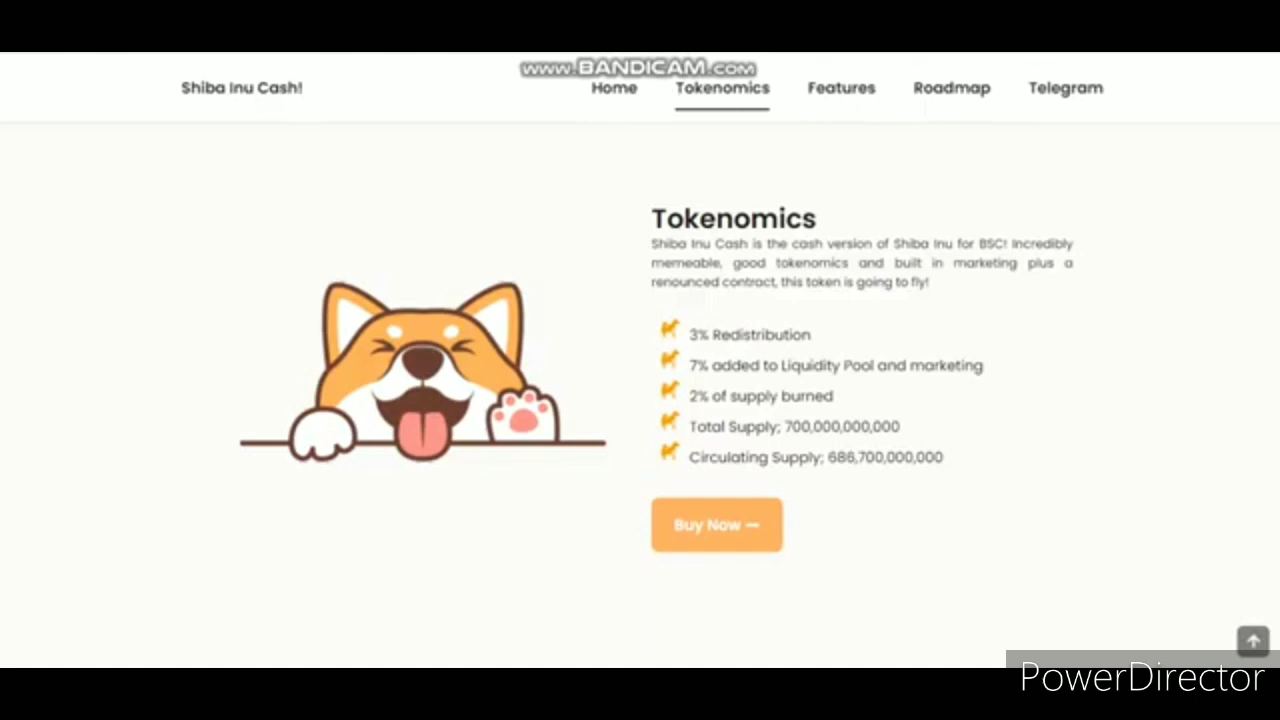 www.BANDICAM.com
Shiba Inu Cash!
Home
Tokenomics
Features
Roadmap
Telegram
Tokenomics
Shiba Inu Cash is the cash version of Shiba Inu for BSC! Incredibly
memeable, good tokenomics and built in marketing plus a
renounced contract, this token is going to fly!
3% Redistribution
7% added to Liquidity Pool and marketing
2% of supply burned
Total Supply; 700,000,000,000
Circulating Supply; 686,700,000,000
Buy Now
PowerDirector